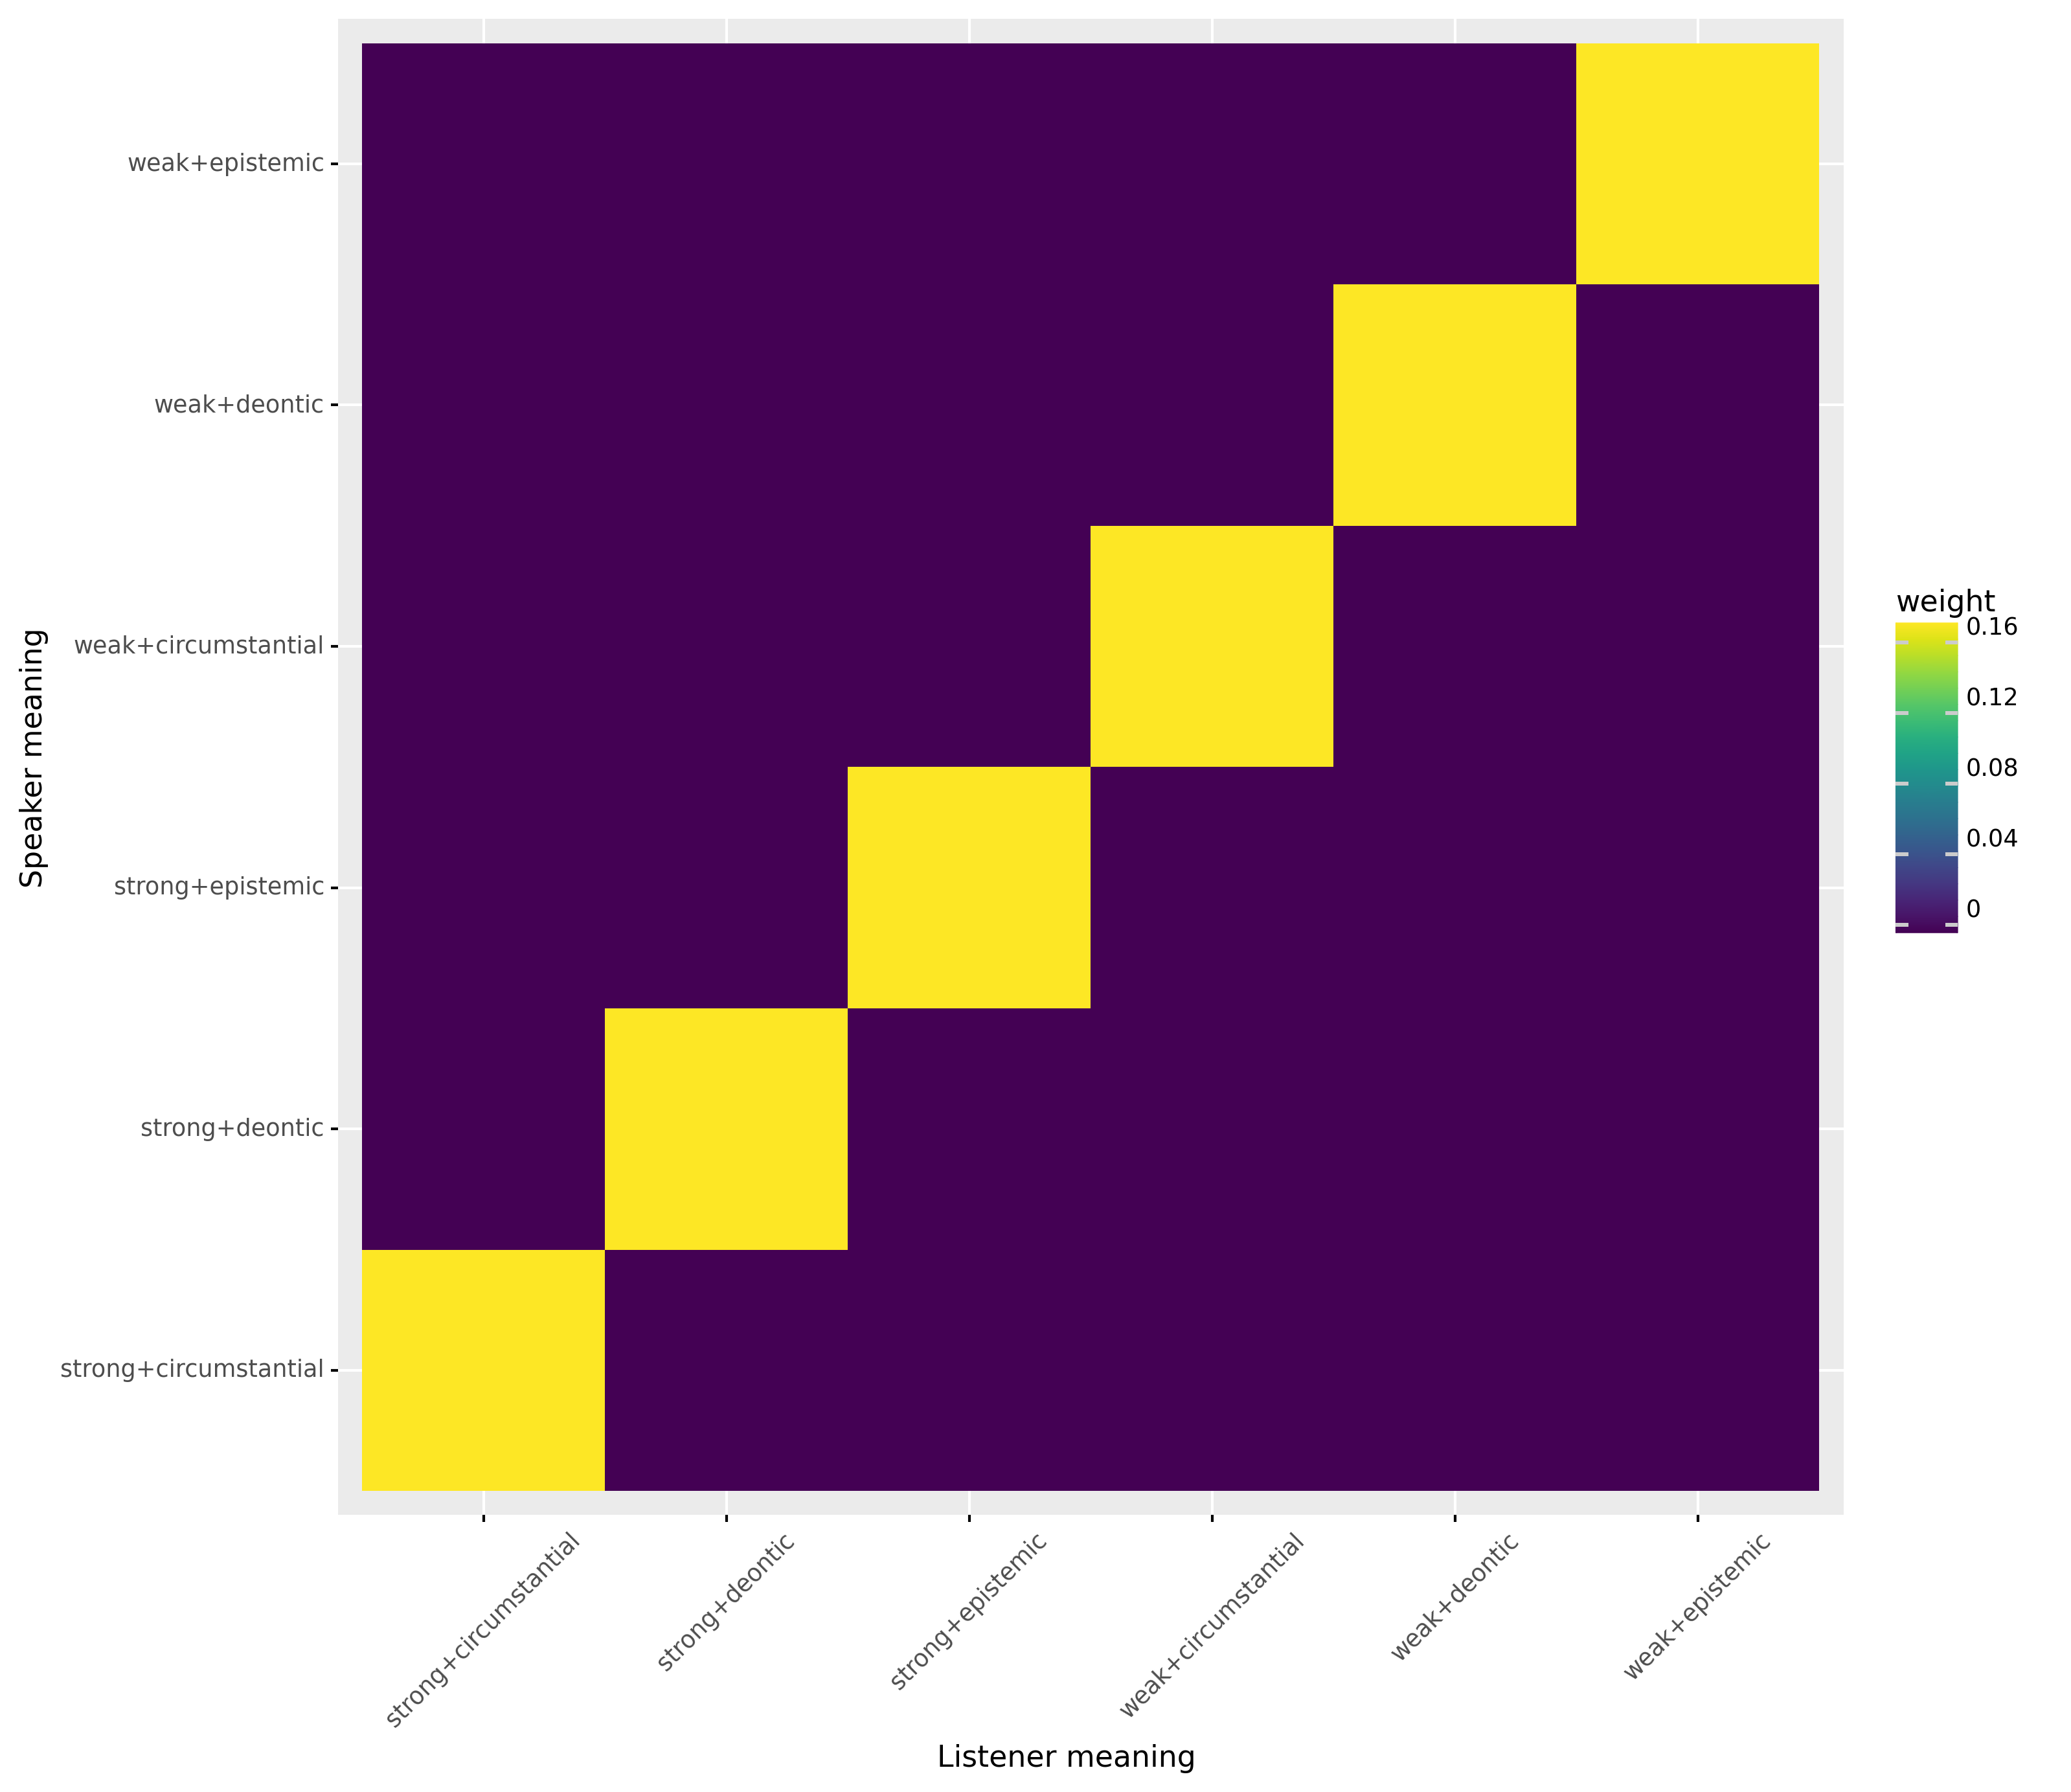 Speaker meaning
weak+epistemic
weak+deontic
weak+circumstantial
strong+epistemic
strong+deontic
strong+circumstantial
strong+circumstantial
strong+deontic
strong+epistemic
weak+circumstantial
weak+deontic
weak+epistemic
Listener meaning
weight
0.16
0.12
0.08
0.04
0